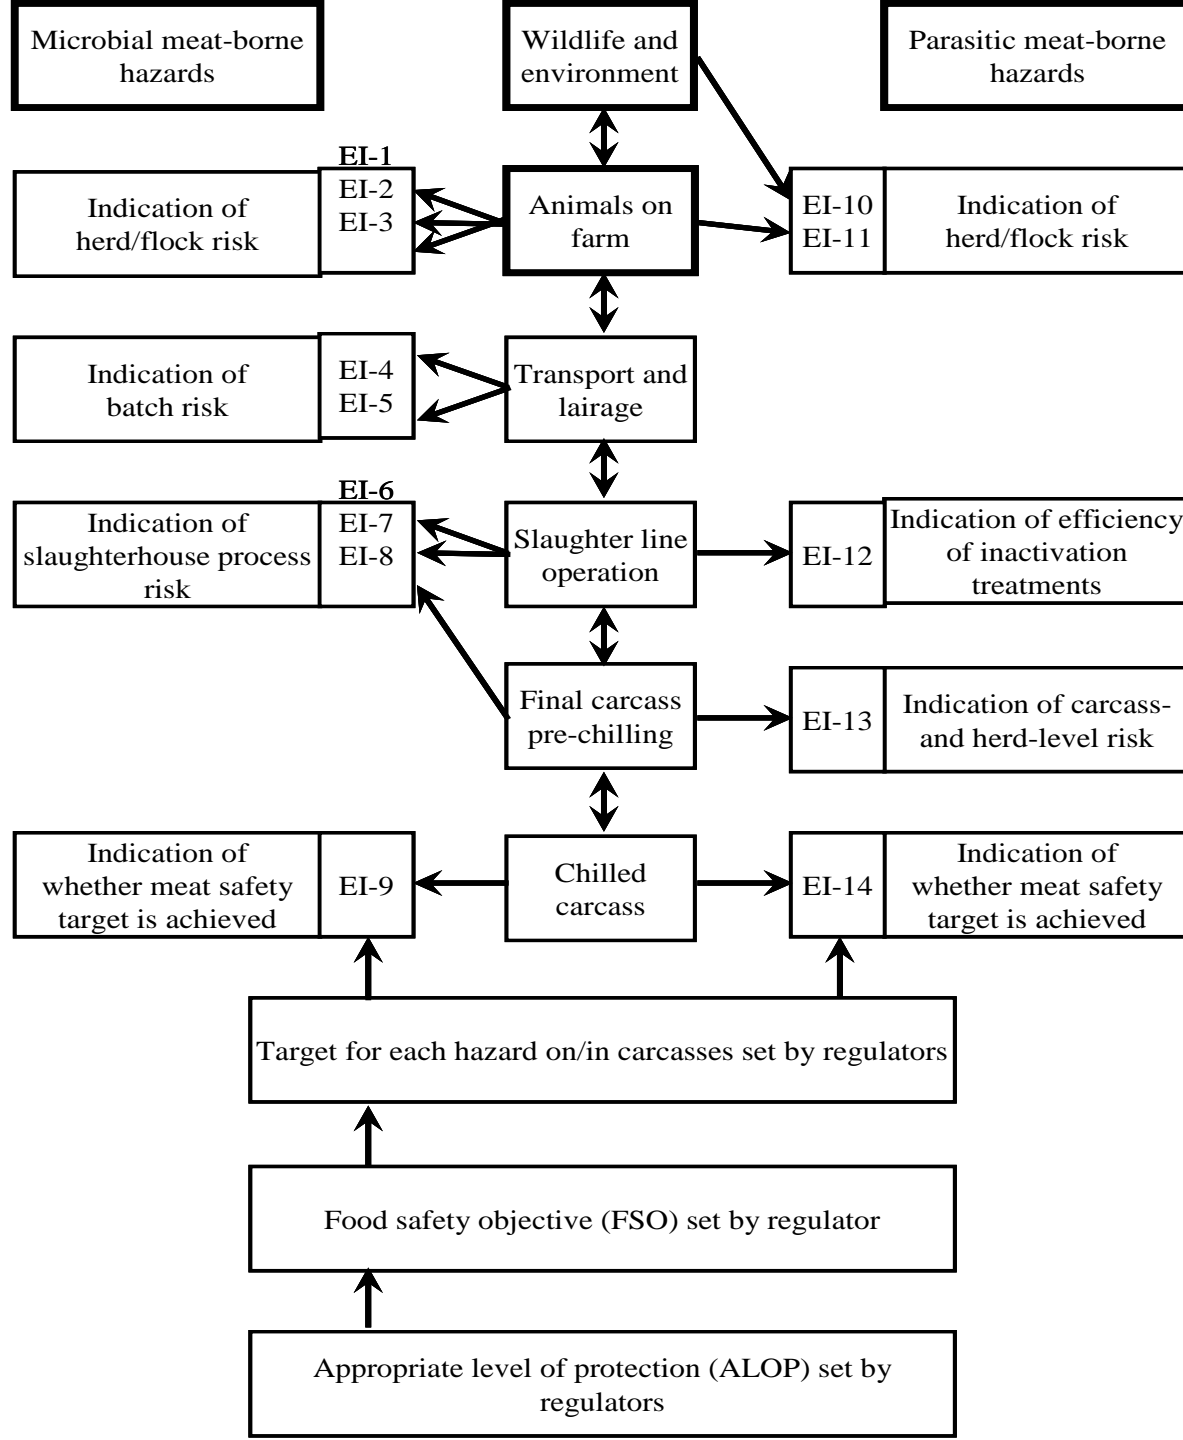 Microbial meat-borne
hazards
Wildlife and
environment
Parasitic meat-borne
hazards
Indication of
herd/flock risk
EI-1
EI-2
EI-3
Animals on
farm
EI-10
EI-11
Indication of
herd/flock risk
Indication of
batch risk
EI-4
EI-5
Transport and
lairage
Indication of
slaughterhouse process
risk
EI-6
EI-7
EI-8
Slaughter line
operation
EI-12
Indication of efficiency
of inactivation
treatments
Final carcass
pre-chilling
EI-13
Indication of carcass-
and herd-level risk
Indication of
whether meat safety
target is achieved
EI-9
Chilled
carcass
EI-14
Indication of
whether meat safety
target is achieved
Target for each hazard on/in carcasses set by regulators
Food safety objective (FSO) set by regulator
Appropriate level of protection (ALOP) set by
regulators